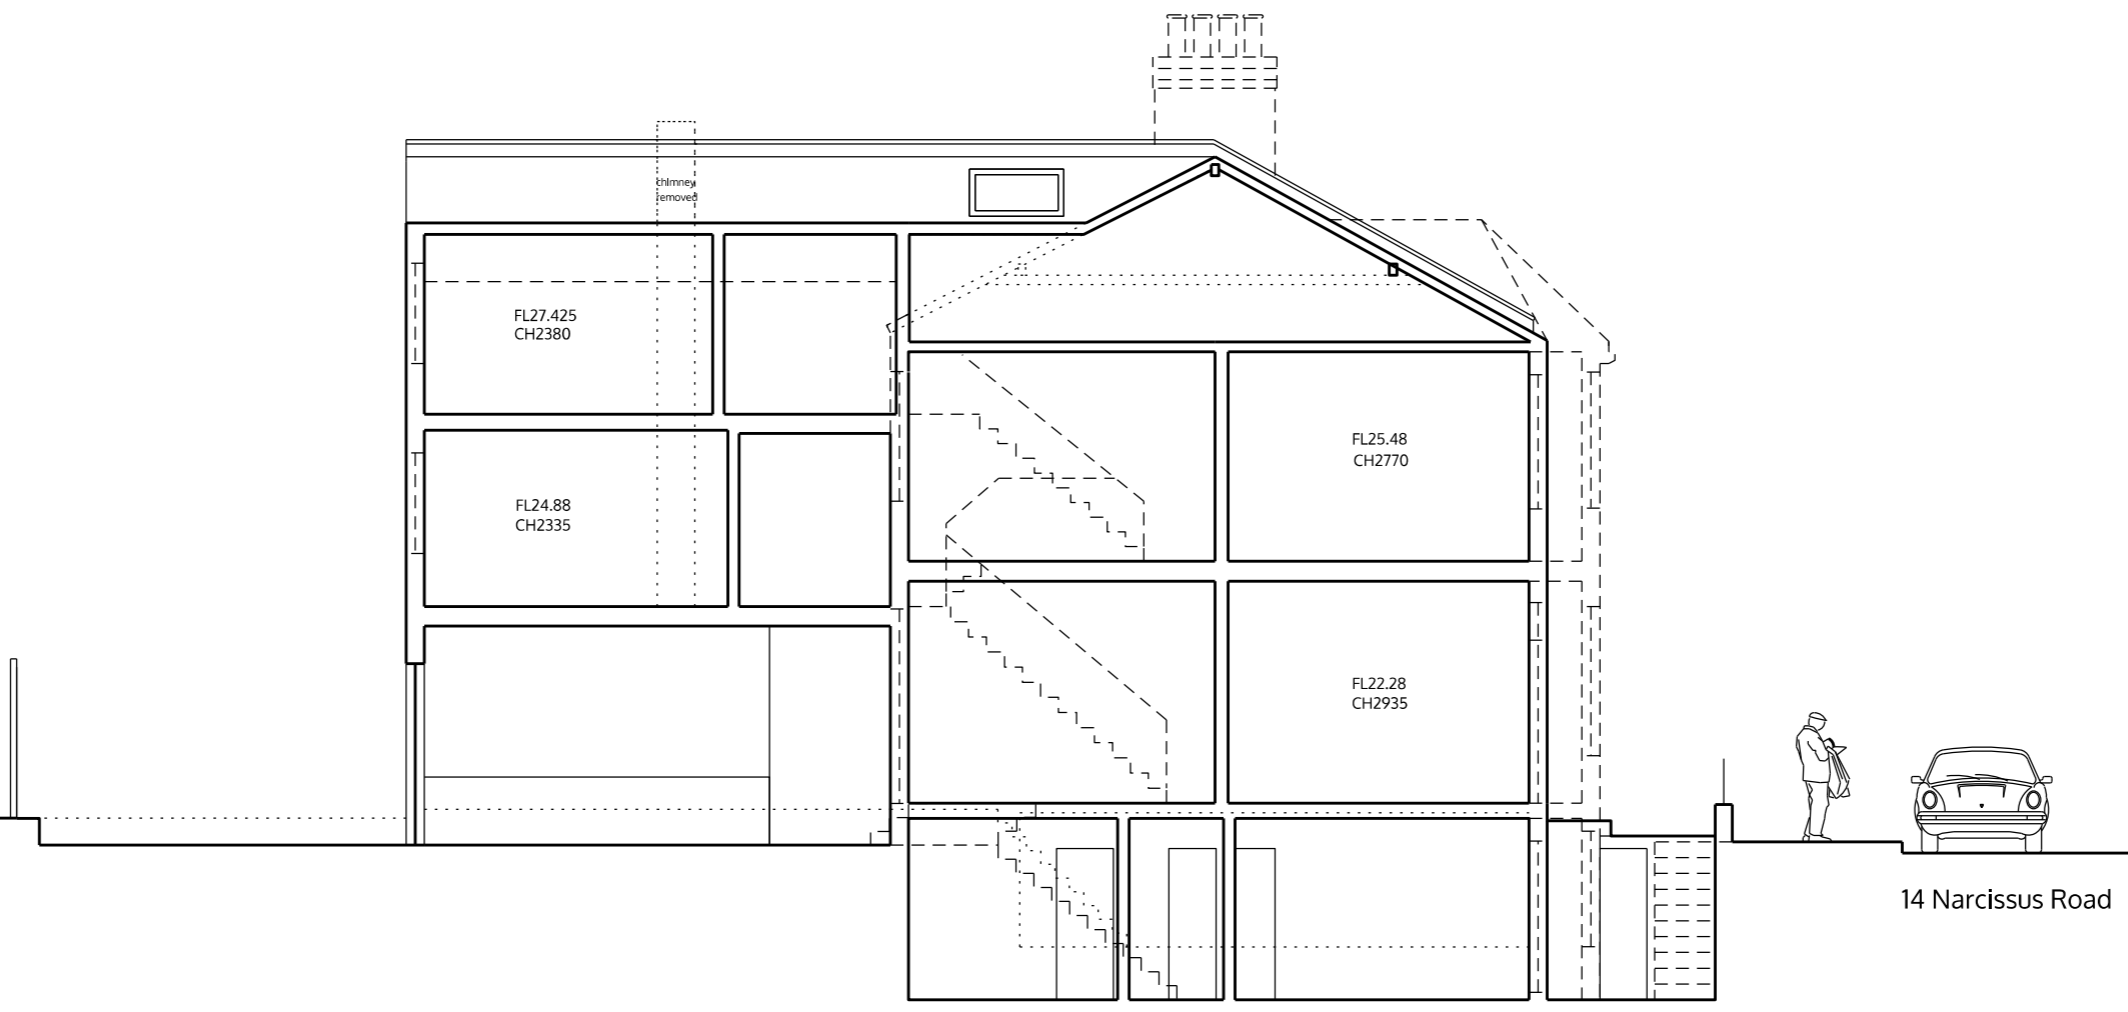 chimney
removed
FL27.425
CH2380
FL25.48
CH2770
FL24.88
CH2335
FL22.28
CH2935
14 Narcissus Road